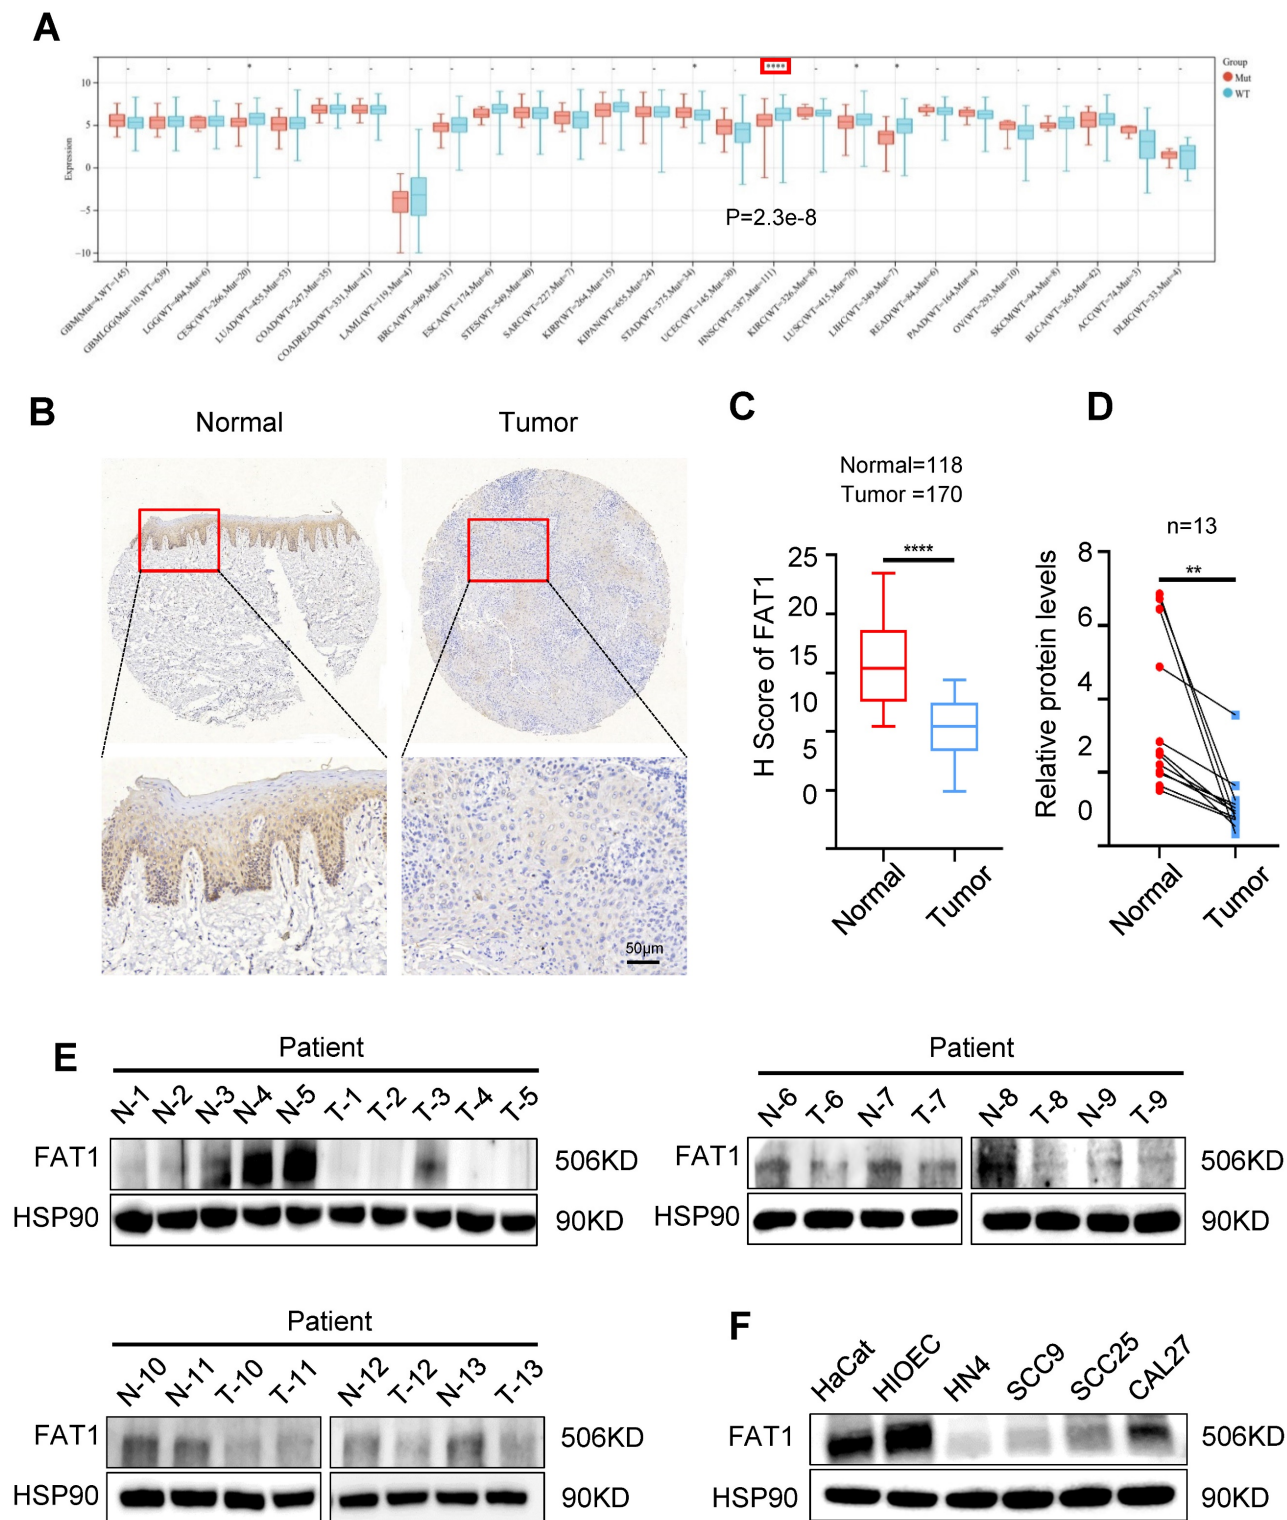 A
Group
Mut
WT
Expression
10
5
0
−5
−10
- - - * - - - - - - - - - - * - **** - * * - - - - - - -
P=2.3e-8
GBM(Mut=4,WT=145)
GBMLGG(Mut=10,WT=639)
LGG(WT=494,Mut=6)
CESC(WT=266,Mut=20)
LUAD(WT=455,Mut=53)
COAD(WT=247,Mut=35)
COADREAD(WT=331,Mut=41)
LAML(WT=119,Mut=4)
BRCA(WT=949,Mut=31)
ESCA(WT=174,Mut=6)
STES(WT=549,Mut=40)
SARC(WT=227,Mut=7)
KIRP(WT=264,Mut=15)
KIPAN(WT=655,Mut=24)
STAD(WT=375,Mut=34)
UCEC(WT=145,Mut=30)
HNSC(WT=387,Mut=111)
KIRC(WT=326,Mut=8)
LUSC(WT=415,Mut=70)
LIHC(WT=349,Mut=7)
READ(WT=84,Mut=6)
PAAD(WT=164,Mut=4)
OV(WT=293,Mut=10)
SKCM(WT=94,Mut=8)
BLCA(WT=365,Mut=42)
ACC(WT=74,Mut=3)
DLBC(WT=33,Mut=4)
B
Normal
Tumor
50μm
C
Normal=118
Tumor =170
H Score of FAT1
25
20
15
10
5
0
****
Normal
Tumor
D
n=13
Relative protein levels
8
6
4
2
0
**
Normal
Tumor
E
Patient
N-1 N-2 N-3 N-4 N-5 T-1 T-2 T-3 T-4 T-5
FAT1 506KD
HSP90 90KD
Patient
N-6 T-6 N-7 T-7 N-8 T-8 N-9 T-9
FAT1 506KD
HSP90 90KD
Patient
N-10 N-11 T-10 T-11 N-12 T-12 N-13 T-13
FAT1 506KD
HSP90 90KD
F
HaCat HIOEC HN4 SCC9 SCC25 CAL27
FAT1 506KD
HSP90 90KD